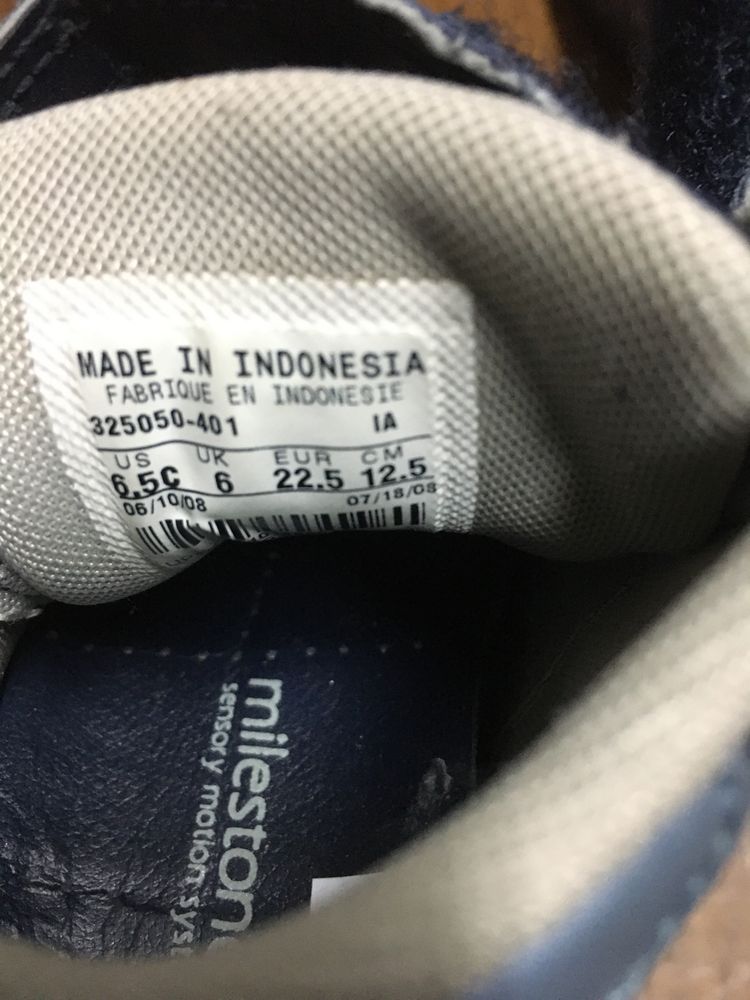 MADE IN INDONESIA
FABRIQUE EN INDONESIE
325050-401 IA
US UK EUR CM
6.5C 6 22.5 12.5
06/10/08 07/18/08
mileston
sensory motion sys